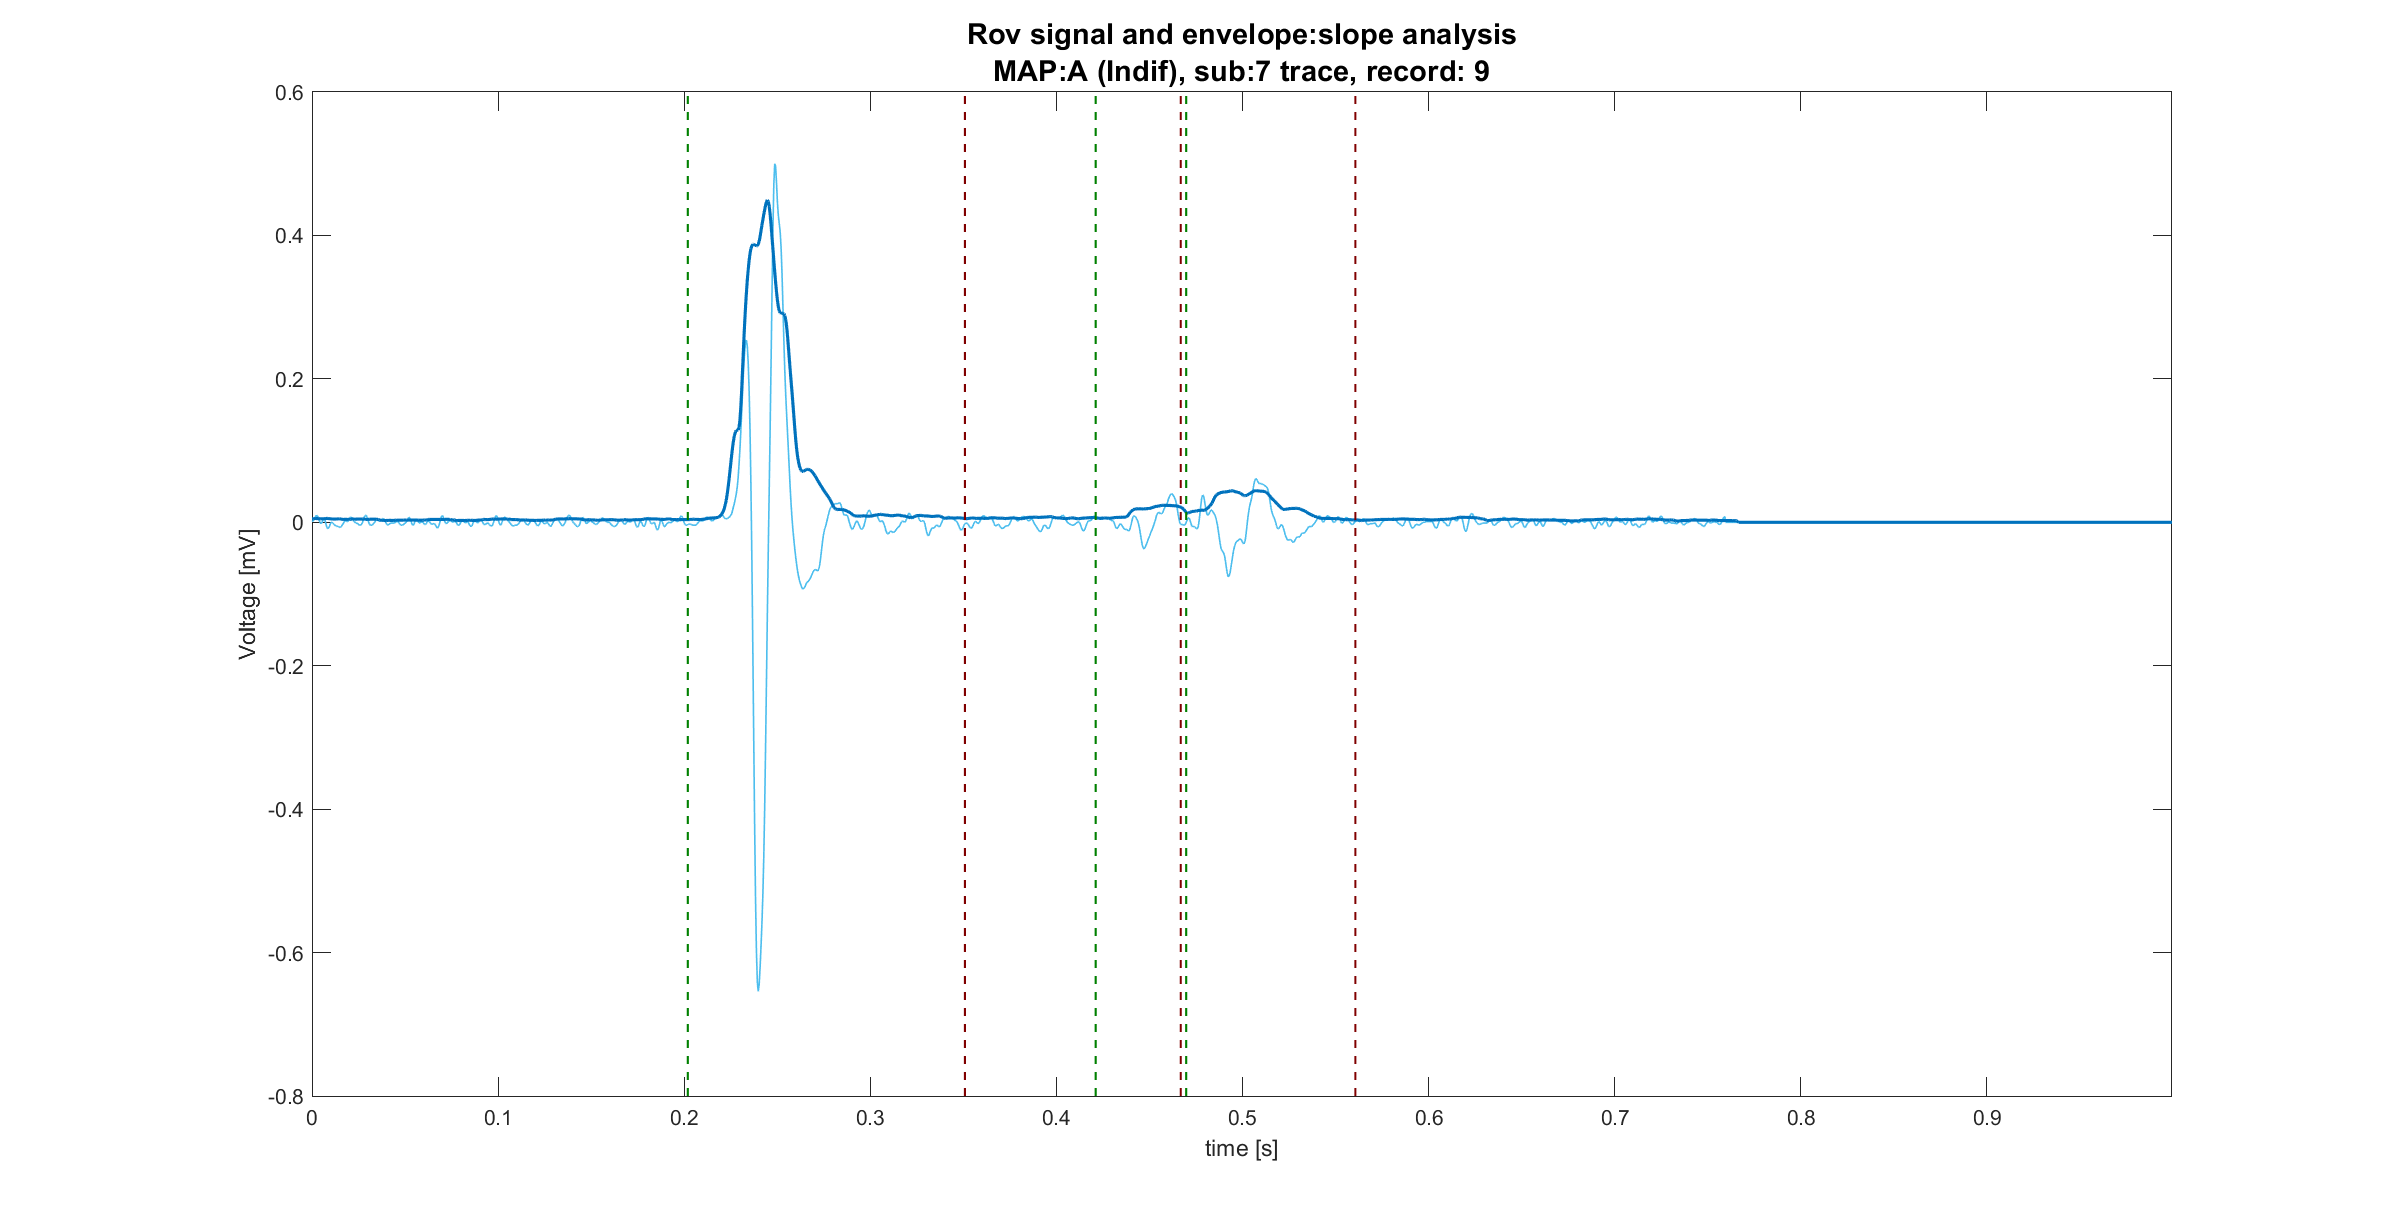 Rov signal and envelope:slope analysis
MAP:A (Indif), sub:7 trace, record: 9
0.6
0.4
0.2
0
-0.2
-0.4
-0.6
-0.8
Voltage [mV]
0 0.1 0.2 0.3 0.4 0.5 0.6 0.7 0.8 0.9
time [s]